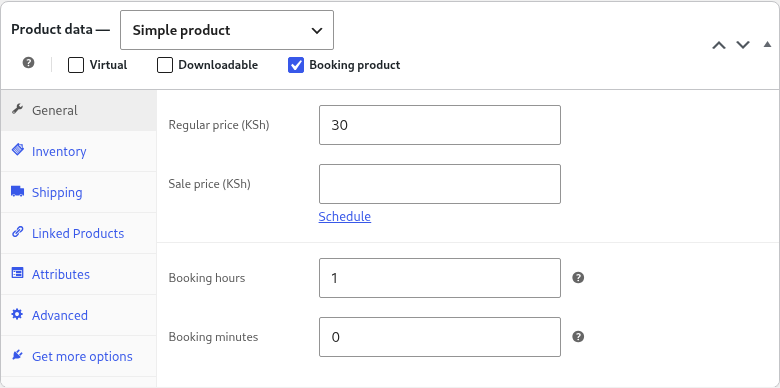 Product data — Simple product
Virtual Downloadable Booking product
General
Regular price (KSh) 30
Inventory
Sale price (KSh)
Shipping
Schedule
Linked Products
Attributes
Booking hours 1
Advanced
Booking minutes 0
Get more options